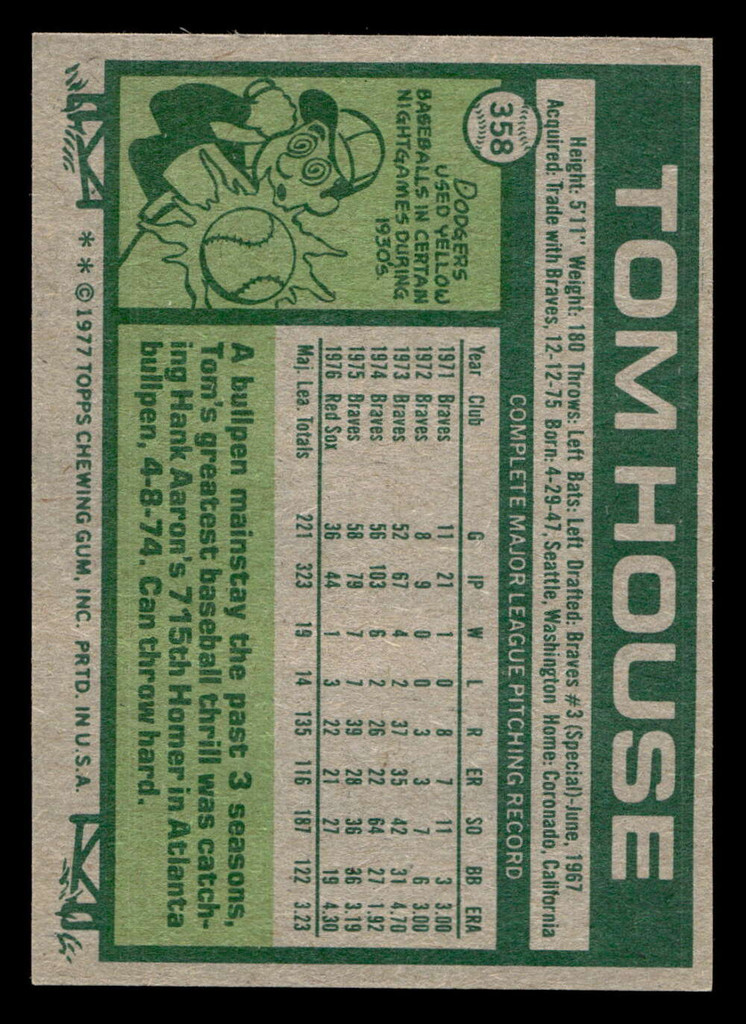 TOM HOUSE
358
Height: 5'11" Weight: 180 Throws: Left Bats: Left Drafted: Braves #3 (Special)-June, 1967
Acquired: Trade with Braves, 12-12-75 Born: 4-29-47, Seattle, Washington Home: Coronado, California
COMPLETE MAJOR LEAGUE PITCHING RECORD
Year Club G IP W L R ER SO BB ERA
1971 Braves 11 21 1 0 8 7 11 3 3.00
1972 Braves 8 9 0 0 3 3 7 6 3.00
1973 Braves 52 67 4 2 37 35 42 31 4.70
1974 Braves 56 103 6 2 26 22 64 27 1.92
1975 Braves 58 79 7 7 39 28 36 36 3.19
1976 Red Sox 36 44 1 3 22 21 27 19 4.30
Maj. Lea. Totals 221 323 19 14 135 116 187 122 3.23
DODGERS
USED YELLOW
BASEBALLS IN CERTAIN
NIGHT GAMES DURING
1930'S.
A bullpen mainstay the past 3 seasons,
Tom's greatest baseball thrill was catch-
ing Hank Aaron's 715th Homer in Atlanta
bullpen, 4-8-74. Can throw hard.
* * © 1977 TOPPS CHEWING GUM, INC. PRTD. IN U.S.A.